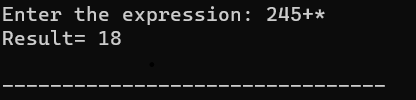 Enter the expression: 245+*
Result= 18
--------------------------------